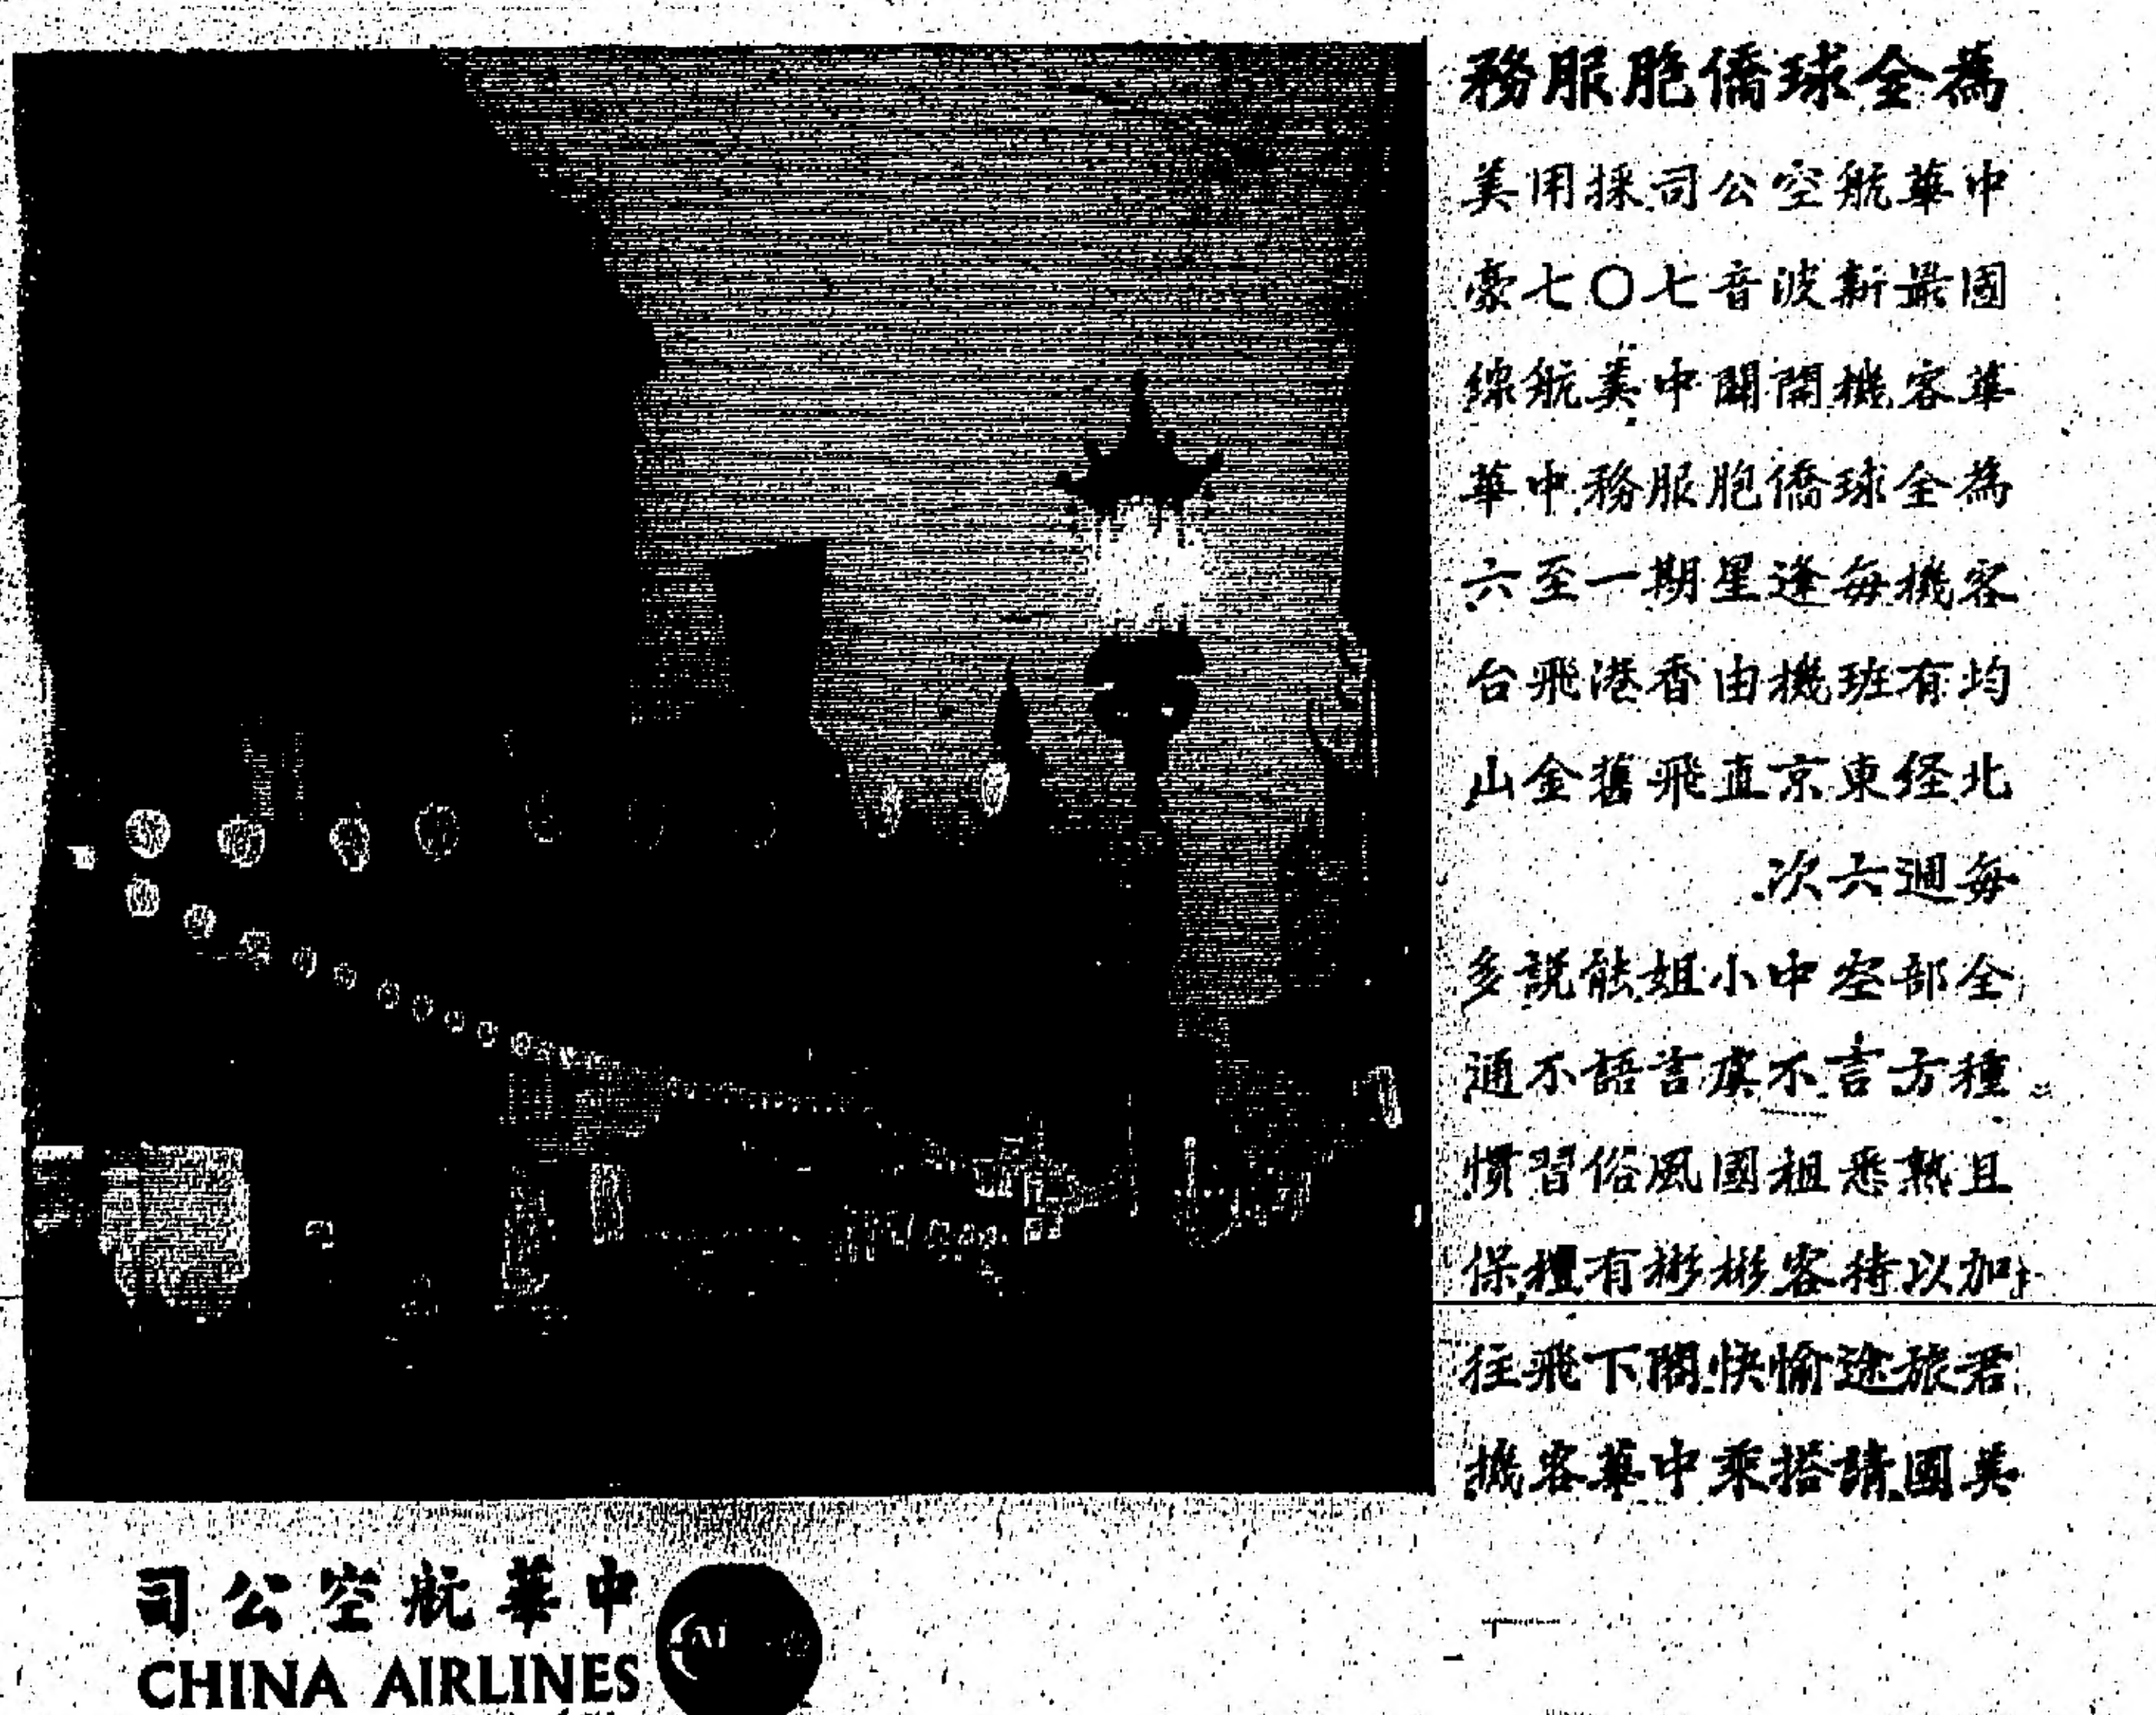 為全球僑胞服務
中華航空公司採用美
國最新波音七〇七豪
華客機開闢中美航線
為全球僑胞服務中華
客機每逢星期一至六
均有班機由香港飛台
北經東京直飛舊金山
每週六次
全部空中小姐能說多
種方言不虞言語不通
且熟悉祖國風俗習慣
加以待客彬彬有禮保
君旅途愉快閣下飛往
美國請搭乘中華客機
中華航空公司
CHINA AIRLINES